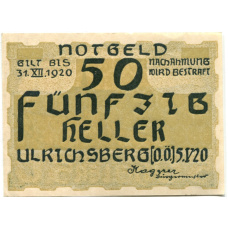 NOTGELD
GILT BIS 50 NACHAHMUNG
31. XII. 1920 WIRD BESTRAFT
FÜNFZIG
HELLER
ULRICHSBERG (O.Ö.) 5.V.1920
Bürgermeister